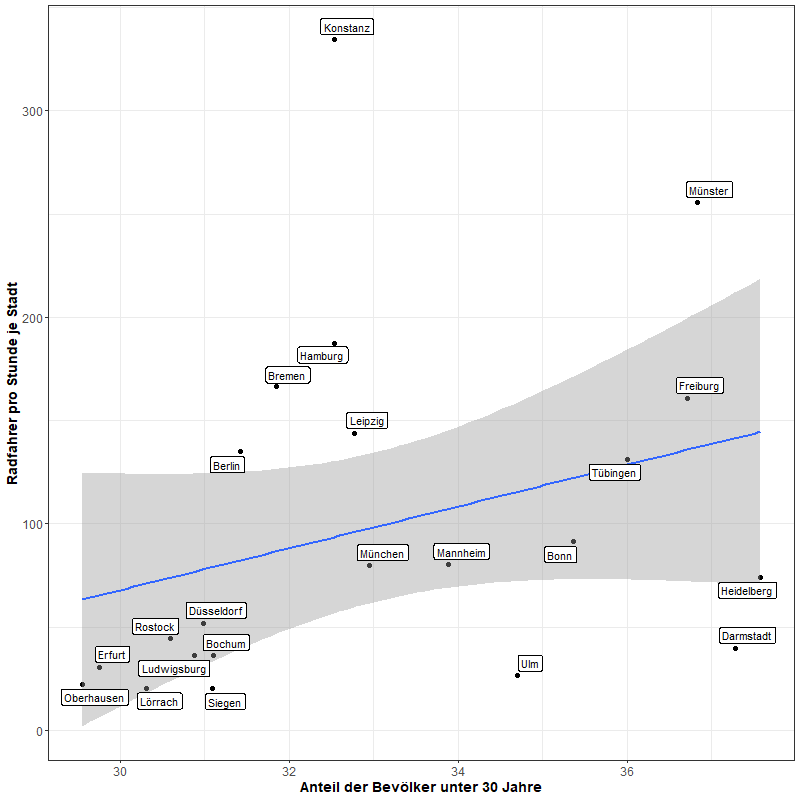 Konstanz
300
Münster
Radfahrer pro Stunde je Stadt
200
Hamburg
Bremen
Freiburg
Leipzig
Berlin
Tübingen
100
München
Mannheim
Bonn
Heidelberg
Düsseldorf
Rostock
Bochum
Darmstadt
Erfurt
Ludwigsburg
Ulm
Oberhausen
Lörrach
Siegen
0
30
32
34
36
Anteil der Bevölker unter 30 Jahre